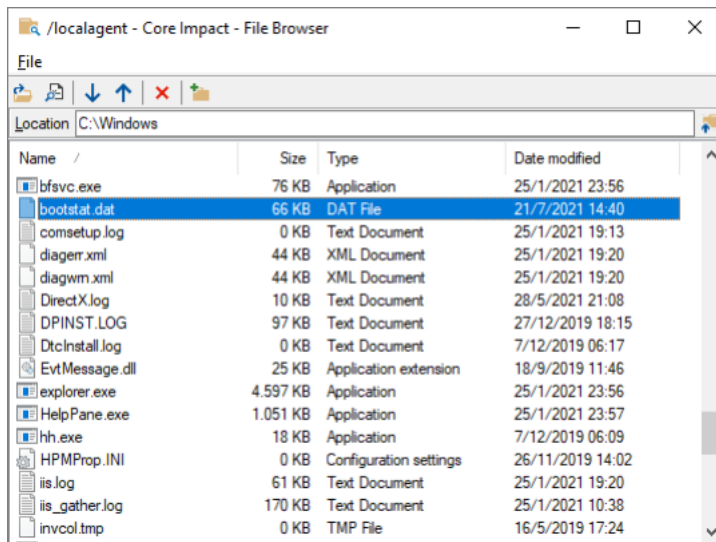 /localagent - Core Impact - File Browser
File
Location C:\Windows
Name Size Type Date modified
bfsvc.exe 76 KB Application 25/1/2021 23:56
bootstat.dat 66 KB DAT File 21/7/2021 14:40
comsetup.log 0 KB Text Document 25/1/2021 19:13
diagerr.xml 44 KB XML Document 25/1/2021 19:20
diagwrn.xml 44 KB XML Document 25/1/2021 19:20
DirectX.log 10 KB Text Document 28/5/2021 21:08
DPINST.LOG 97 KB Text Document 27/12/2019 18:15
DtcInstall.log 0 KB Text Document 7/12/2019 06:17
EvtMessage.dll 25 KB Application extension 18/9/2019 11:46
explorer.exe 4.597 KB Application 25/1/2021 23:56
HelpPane.exe 1.051 KB Application 25/1/2021 23:57
hh.exe 18 KB Application 7/12/2019 06:09
HPMProp.INI 0 KB Configuration settings 26/11/2019 14:02
iis.log 61 KB Text Document 25/1/2021 19:20
iis_gather.log 170 KB Text Document 25/1/2021 10:38
invcol.tmp 0 KB TMP File 16/5/2019 17:24